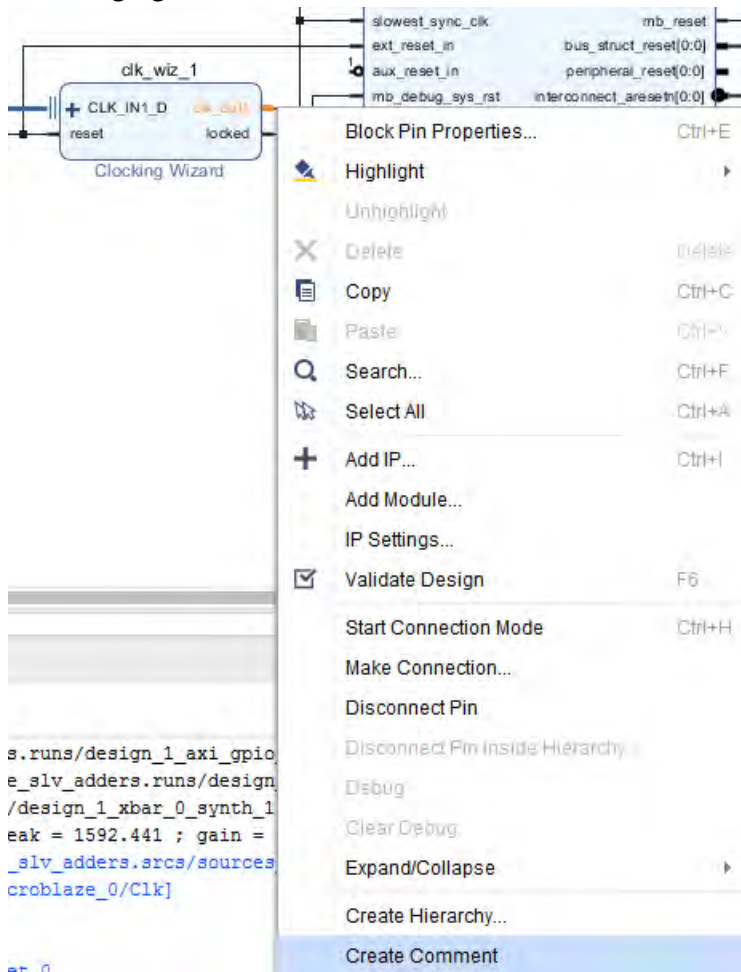 slowest_sync_clk mb_reset
ext_reset_in bus_struct_reset[0:0]
aux_reset_in peripheral_reset[0:0]
mb_debug_sys_rst interconnect_aresetn[0:0]
clk_wiz_1
CLK_IN1_D clk_out1
reset locked
Clocking Wizard
Block Pin Properties... Ctrl+E
Highlight
Unhighlight
Delete Delete
Copy Ctrl+C
Paste Ctrl+V
Search... Ctrl+F
Select All Ctrl+A
Add IP... Ctrl+I
Add Module...
IP Settings...
Validate Design F6
Start Connection Mode Ctrl+H
Make Connection...
Disconnect Pin
Disconnect Pin Inside Hierarchy
Debug
Clear Debug
Expand/Collapse
Create Hierarchy...
Create Comment
s.runs/design_1_axi_gpio
e_slv_adders.runs/design_
/design_1_xbar_0_synth_1
eak = 1592.441 ; gain =
_slv_adders.srcs/sources_
croblaze_0/Clk]
et_0